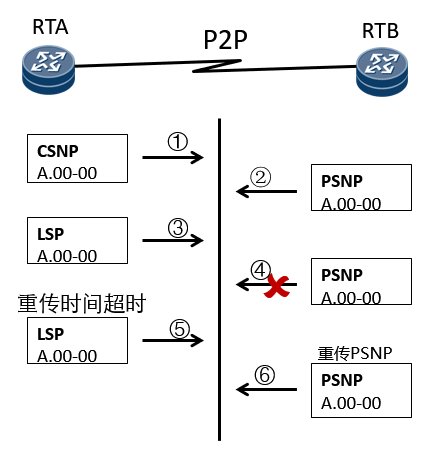 RTA
P2P
RTB
CSNP
A.00-00
①
②
PSNP
A.00-00
LSP
A.00-00
③
④
PSNP
A.00-00
重传时间超时
LSP
A.00-00
⑤
重传PSNP
⑥
PSNP
A.00-00